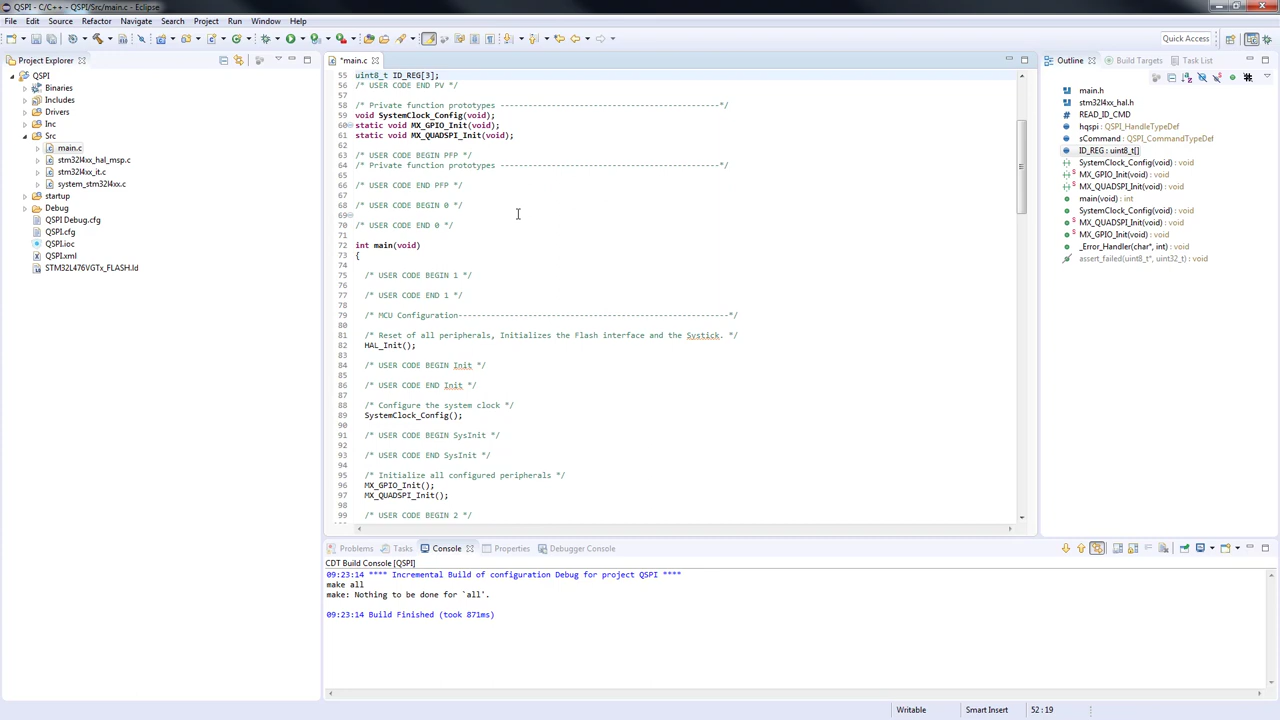 QSPI - C/C++ - QSPI/Src/main.c - Eclipse
File Edit Source Refactor Navigate Search Project Run Window Help
Quick Access
Project Explorer
QSPI
Binaries
Includes
Drivers
Inc
Src
main.c
stm32l4xx_hal_msp.c
stm32l4xx_it.c
system_stm32l4xx.c
startup
Debug
QSPI Debug.cfg
QSPI.cfg
QSPI.ioc
QSPI.xml
STM32L476VGTx_FLASH.ld
*main.c
55 uint8_t ID_REG[3];
56 /* USER CODE END PV */
57
58 /* Private function prototypes -----------------------------------------------*/
59 void SystemClock_Config(void);
60 static void MX_GPIO_Init(void);
61 static void MX_QUADSPI_Init(void);
62
63 /* USER CODE BEGIN PFP */
64 /* Private function prototypes -----------------------------------------------*/
65
66 /* USER CODE END PFP */
67
68 /* USER CODE BEGIN 0 */
69
70 /* USER CODE END 0 */
71
72 int main(void)
73 {
74
75 /* USER CODE BEGIN 1 */
76
77 /* USER CODE END 1 */
78
79 /* MCU Configuration----------------------------------------------------------*/
80
81 /* Reset of all peripherals, Initializes the Flash interface and the Systick. */
82 HAL_Init();
83
84 /* USER CODE BEGIN Init */
85
86 /* USER CODE END Init */
87
88 /* Configure the system clock */
89 SystemClock_Config();
90
91 /* USER CODE BEGIN SysInit */
92
93 /* USER CODE END SysInit */
94
95 /* Initialize all configured peripherals */
96 MX_GPIO_Init();
97 MX_QUADSPI_Init();
98
99 /* USER CODE BEGIN 2 */
Outline Build Targets Task List
main.h
stm32l4xx_hal.h
READ_ID_CMD
hqspi : QSPI_HandleTypeDef
sCommand : QSPI_CommandTypeDef
ID_REG : uint8_t[]
SystemClock_Config(void) : void
MX_GPIO_Init(void) : void
MX_QUADSPI_Init(void) : void
main(void) : int
SystemClock_Config(void) : void
MX_QUADSPI_Init(void) : void
MX_GPIO_Init(void) : void
_Error_Handler(char*, int) : void
assert_failed(uint8_t*, uint32_t) : void
Problems Tasks Console Properties Debugger Console
CDT Build Console [QSPI]
09:23:14 **** Incremental Build of configuration Debug for project QSPI ****
make all
make: Nothing to be done for `all'.
09:23:14 Build Finished (took 871ms)
Writable Smart Insert 52 : 19